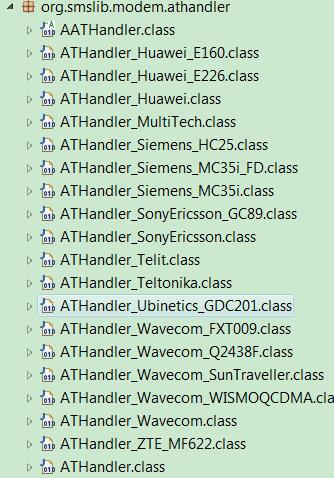 org.smslib.modem.athandler
AATHandler.class
ATHandler_Huawei_E160.class
ATHandler_Huawei_E226.class
ATHandler_Huawei.class
ATHandler_MultiTech.class
ATHandler_Siemens_HC25.class
ATHandler_Siemens_MC35i_FD.class
ATHandler_Siemens_MC35i.class
ATHandler_SonyEricsson_GC89.class
ATHandler_SonyEricsson.class
ATHandler_Telit.class
ATHandler_Teltonika.class
ATHandler_Ubinetics_GDC201.class
ATHandler_Wavecom_FXT009.class
ATHandler_Wavecom_Q2438F.class
ATHandler_Wavecom_SunTraveller.class
ATHandler_Wavecom_WISMOQCDMA.cla
ATHandler_Wavecom.class
ATHandler_ZTE_MF622.class
ATHandler.class